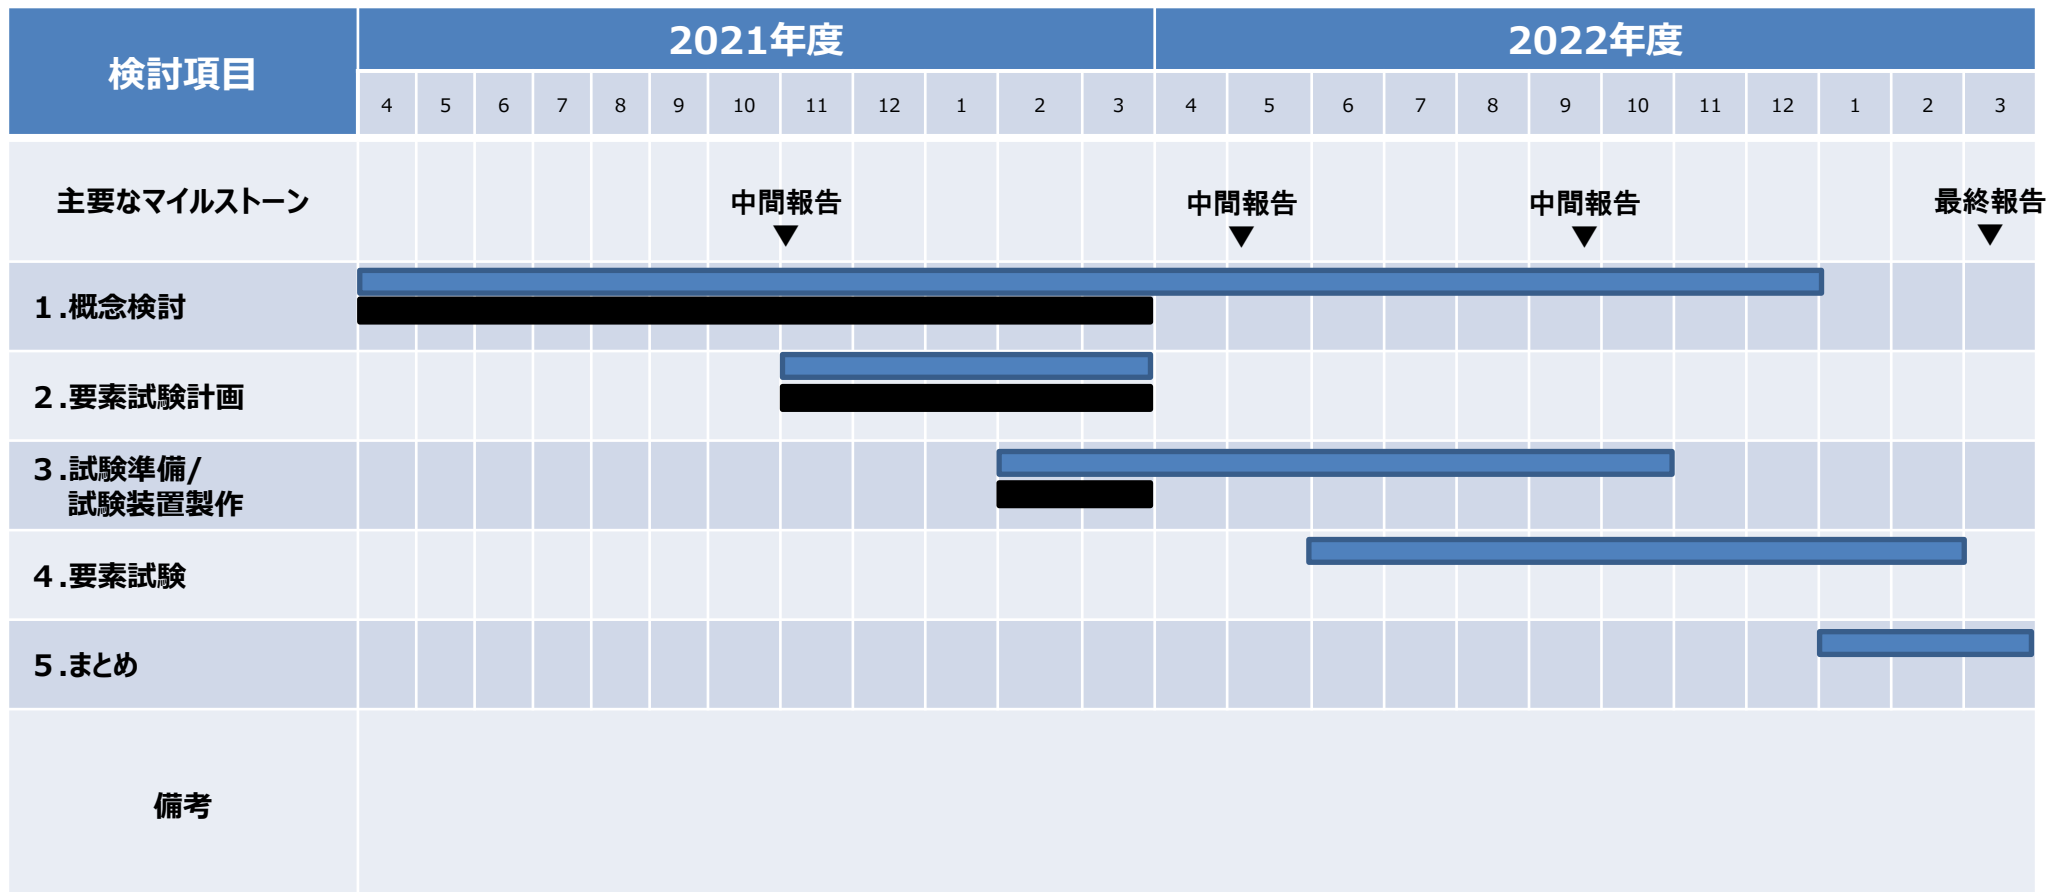 検討項目
2021年度
2022年度
4 5 6 7 8 9 10 11 12 1 2 3 4 5 6 7 8 9 10 11 12 1 2 3
主要なマイルストーン
中間報告
中間報告
中間報告
最終報告
▼ ▼ ▼ ▼
１.概念検討
２.要素試験計画
３.試験準備/
試験装置製作
４.要素試験
５.まとめ
備考